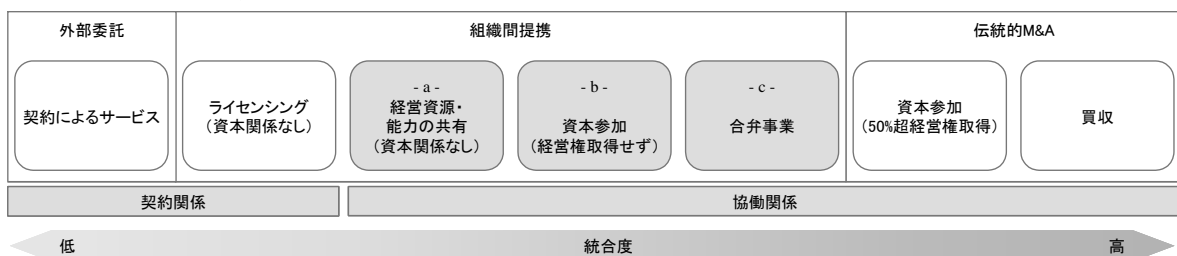 外部委託
組織間提携
伝統的M&A
契約によるサービス
ライセンシング
(資本関係なし)
- a -
経営資源・
能力の共有
(資本関係なし)
- b -
資本参加
(経営権取得せず)
- c -
合弁事業
資本参加
(50%超経営権取得)
買収
契約関係
協働関係
低
統合度
高